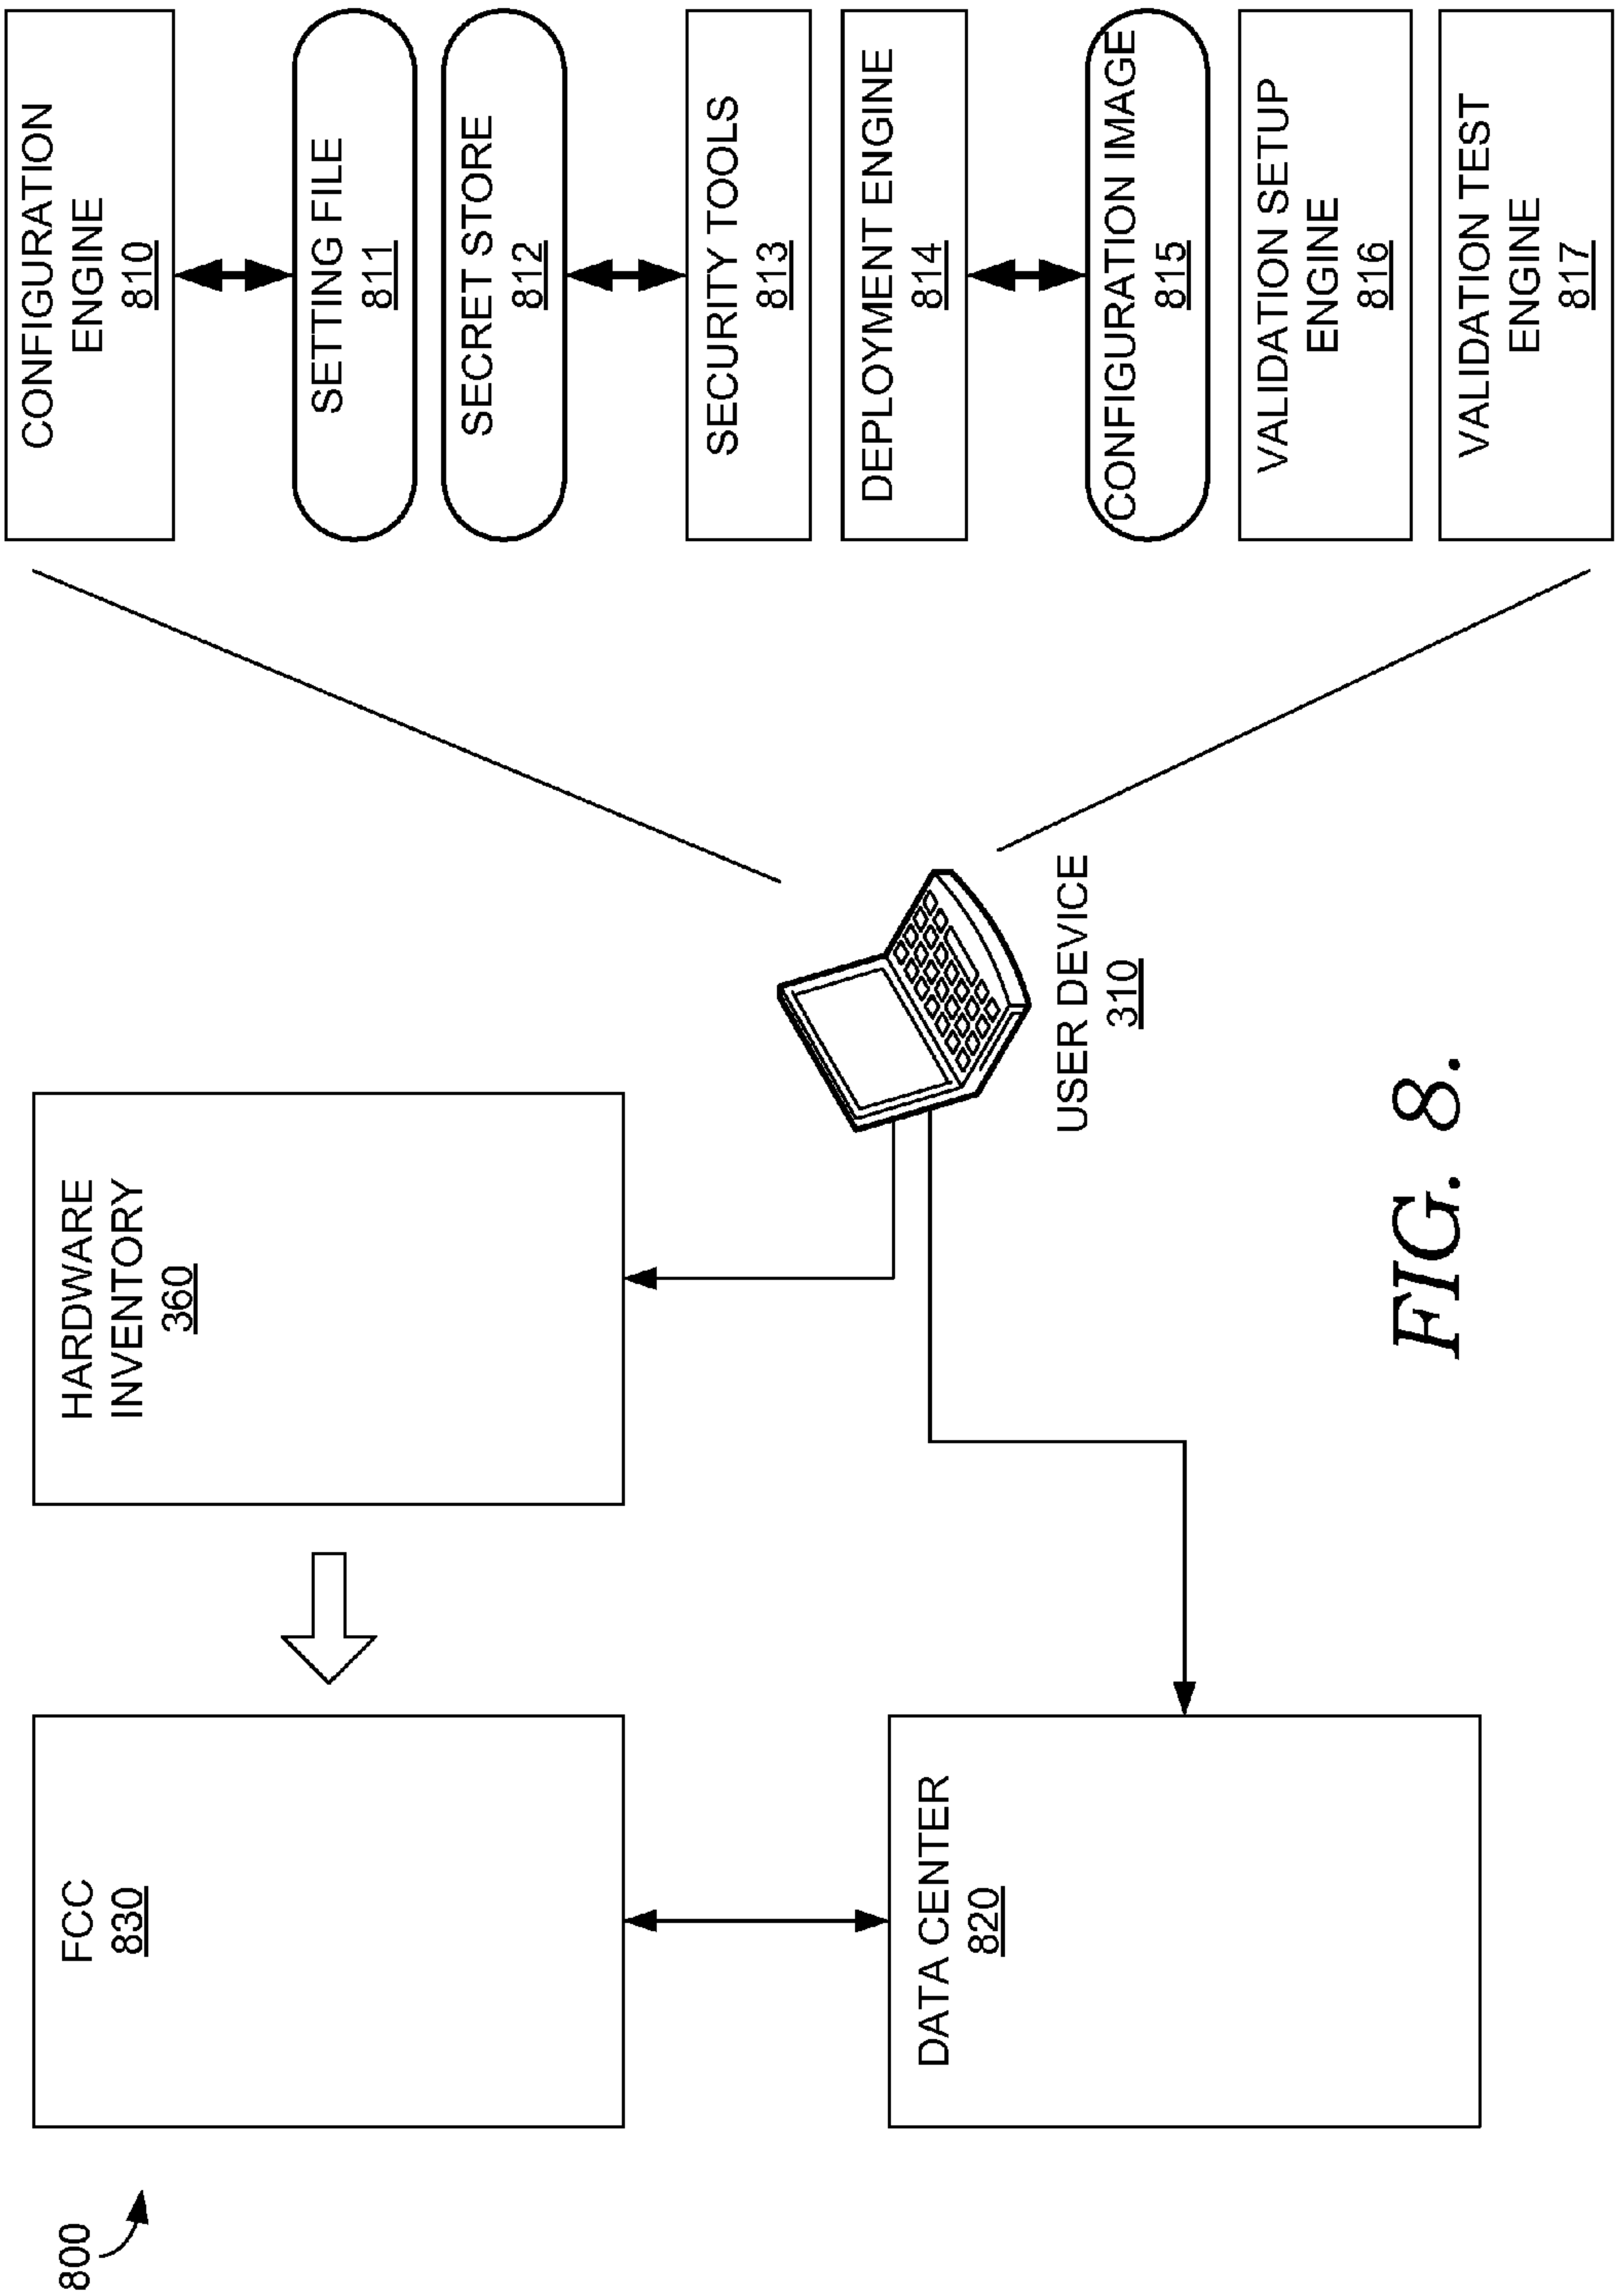 800
FCC
830
HARDWARE
INVENTORY
360
DATA CENTER
820
USER DEVICE
310
CONFIGURATION
ENGINE
810
SETTING FILE
811
SECRET STORE
812
SECURITY TOOLS
813
DEPLOYMENT ENGINE
814
CONFIGURATION IMAGE
815
VALIDATION SETUP
ENGINE
816
VALIDATION TEST
ENGINE
817
FIG. 8.